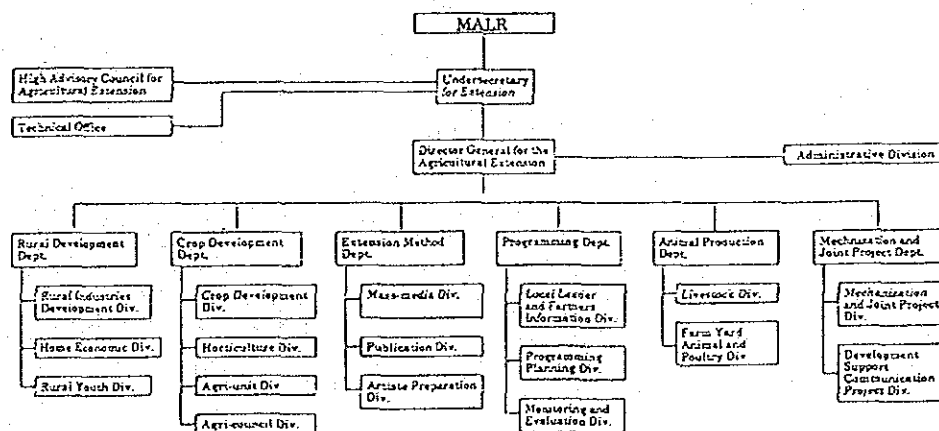 MALR
High Advisory Council for
Agricultural Extension
Undersecretary
for Extension
Technical Office
Director General for the
Agricultural Extension
Administrative Division
Rural Development
Dept.
Crop Development
Dept.
Extension Method
Dept.
Programming Dept.
Animal Production
Dept.
Mechnization and
Joint Project Dept.
Rural Industries
Development Div.
Home Economic Div.
Rural Youth Div.
Crop Development
Div.
Horticulture Div.
Agri-unit Div
Agri-council Div.
Mass-media Div.
Publication Div.
Artiste Preparation
Div.
Local Leader
and Farmers
Information Div.
Programming
Planning Div.
Monitoring and
Evaluation Div.
Livestock Div.
Farm Yard
Animal and
Poultry Div
Mechanization
and Joint Project
Div.
Development
Support
Communication
Project Div.